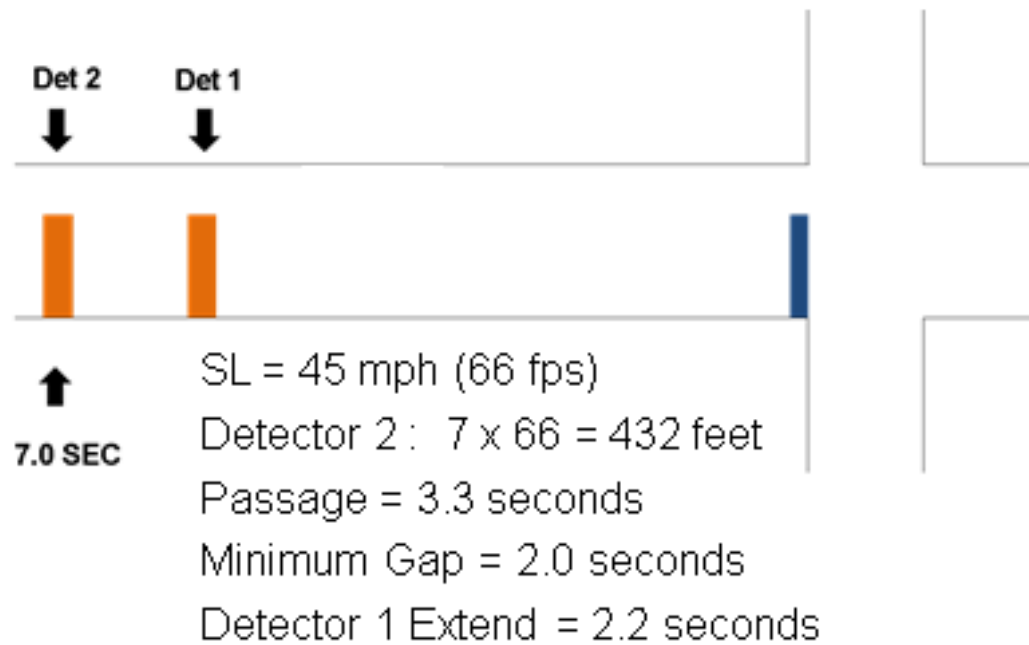 Det 2 Det 1
SL = 45 mph (66 fps)
Detector 2 : 7 x 66 = 432 feet
7.0 SEC
Passage = 3.3 seconds
Minimum Gap = 2.0 seconds
Detector 1 Extend = 2.2 seconds